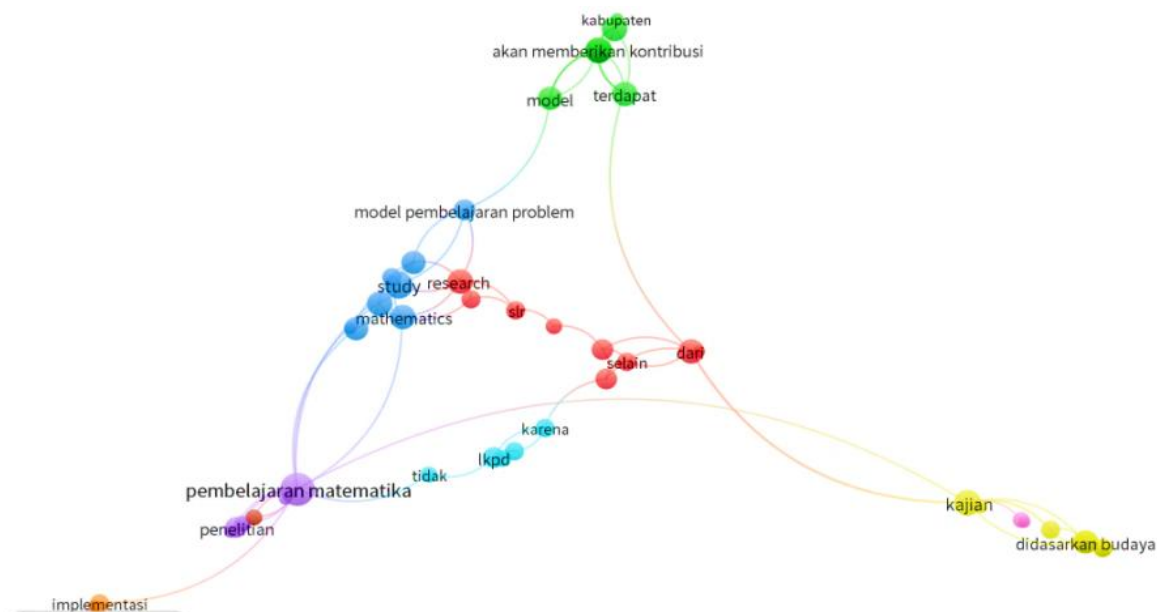 kabupaten
akan memberikan kontribusi
model
terdapat
model pembelajaran problem
study
research
mathematics
slr
selain
dari
karena
lkpd
tidak
pembelajaran matematika
penelitian
kajian
didasarkan budaya
implementasi